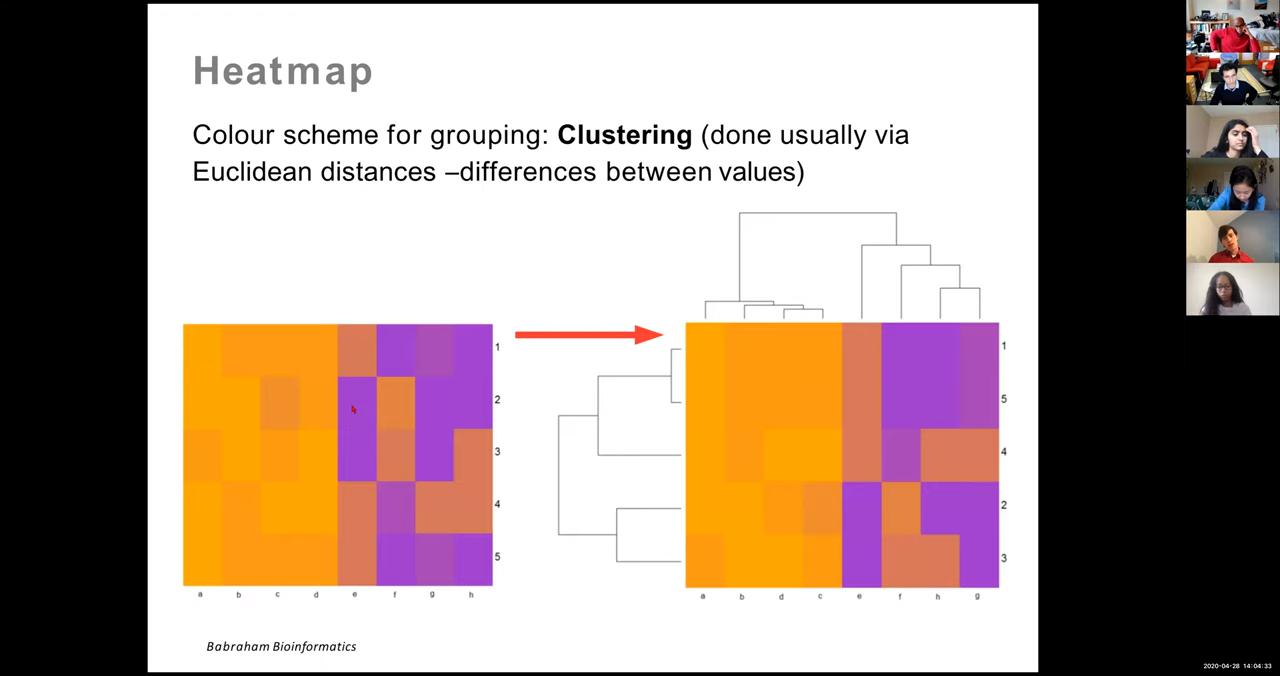 Heatmap
Colour scheme for grouping: Clustering (done usually via
Euclidean distances –differences between values)
1
2
3
4
5
a b c d e f g h
1
5
4
2
3
a b d c e f h g
Babraham Bioinformatics
2020-04-28 14:04:33